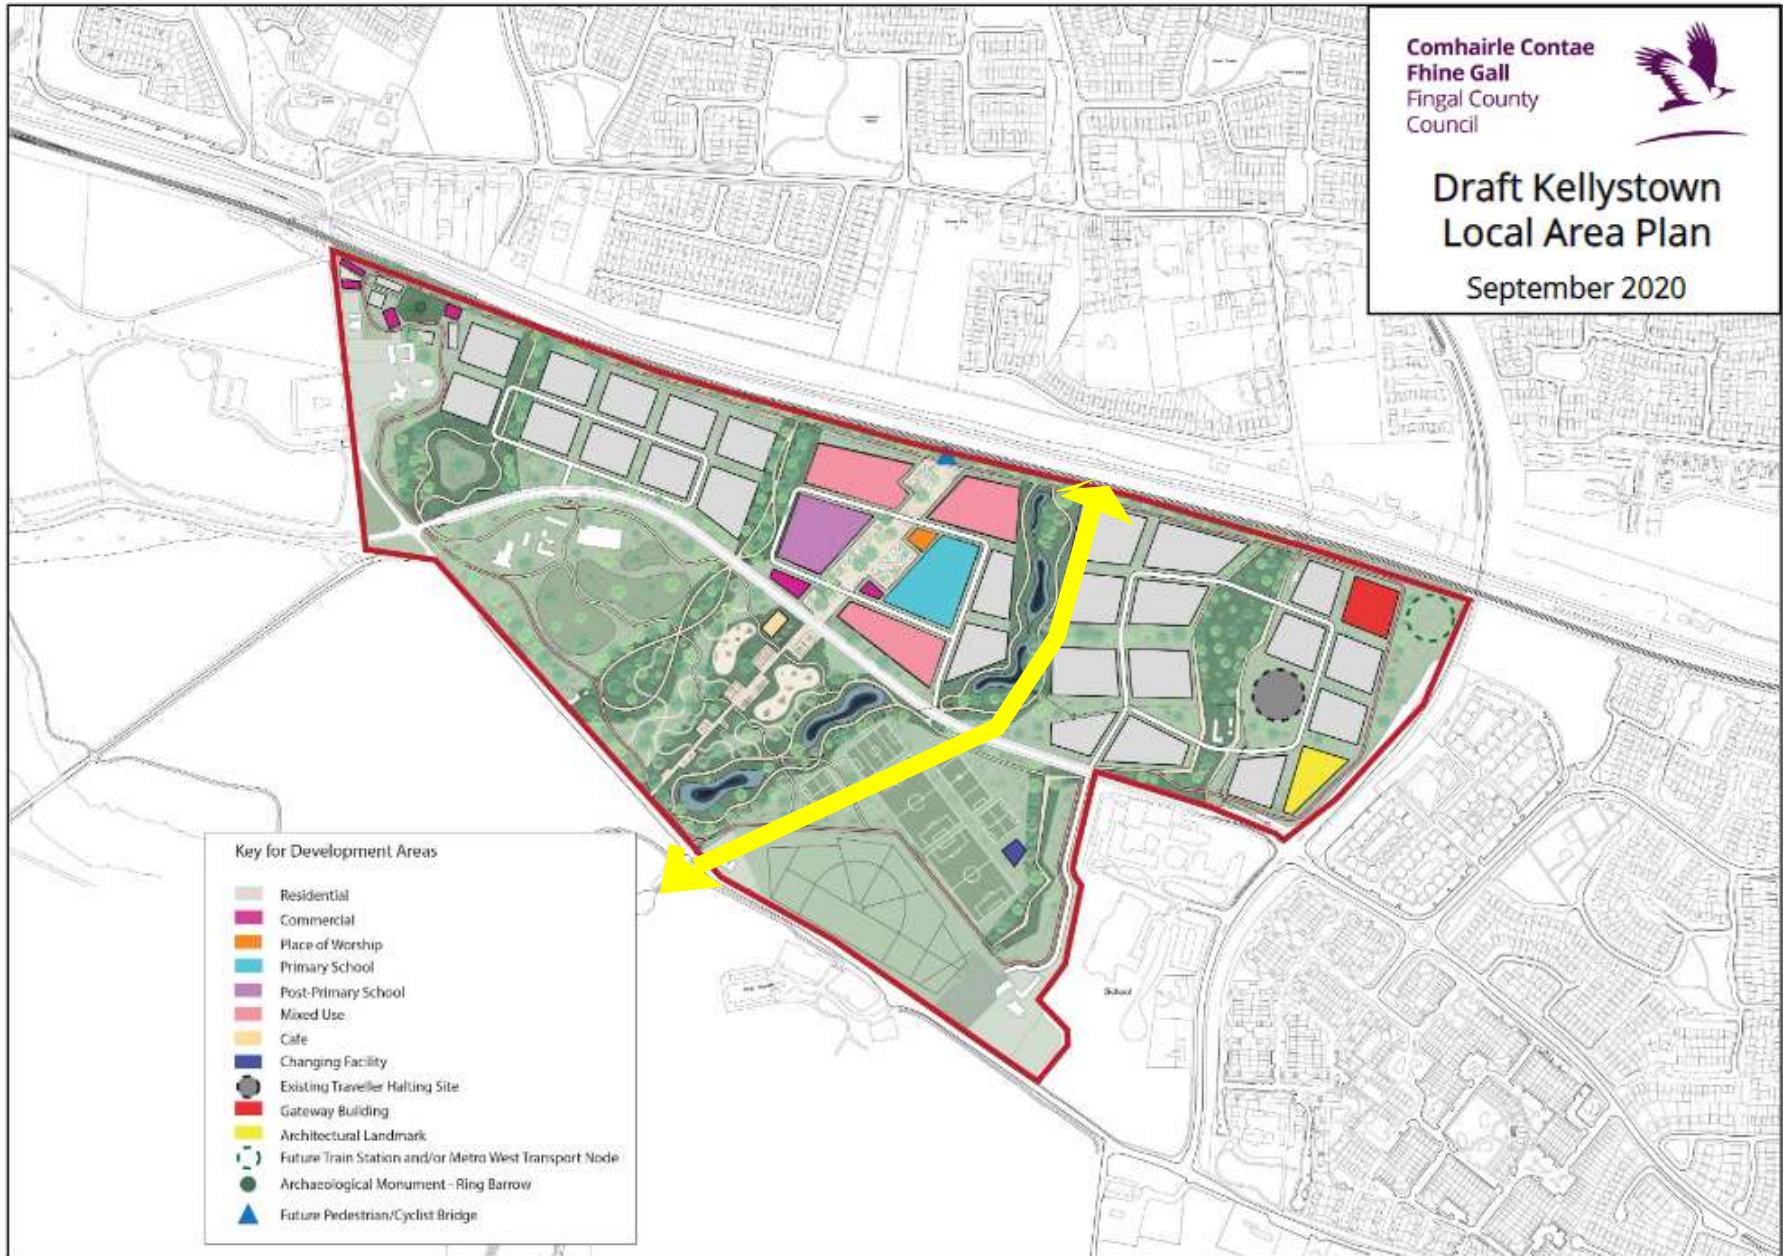 Comhairle Contae
Fhine Gall
Fingal County
Council
Draft Kellystown
Local Area Plan
September 2020
School
Key for Development Areas
Residential
Commercial
Place of Worship
Primary School
Post-Primary School
Mixed Use
Cafe
Changing Facility
Existing Traveller Halting Site
Gateway Building
Architectural Landmark
Future Train Station and/or Metro West Transport Node
Archaeological Monument - Ring Barrow
Future Pedestrian/Cyclist Bridge